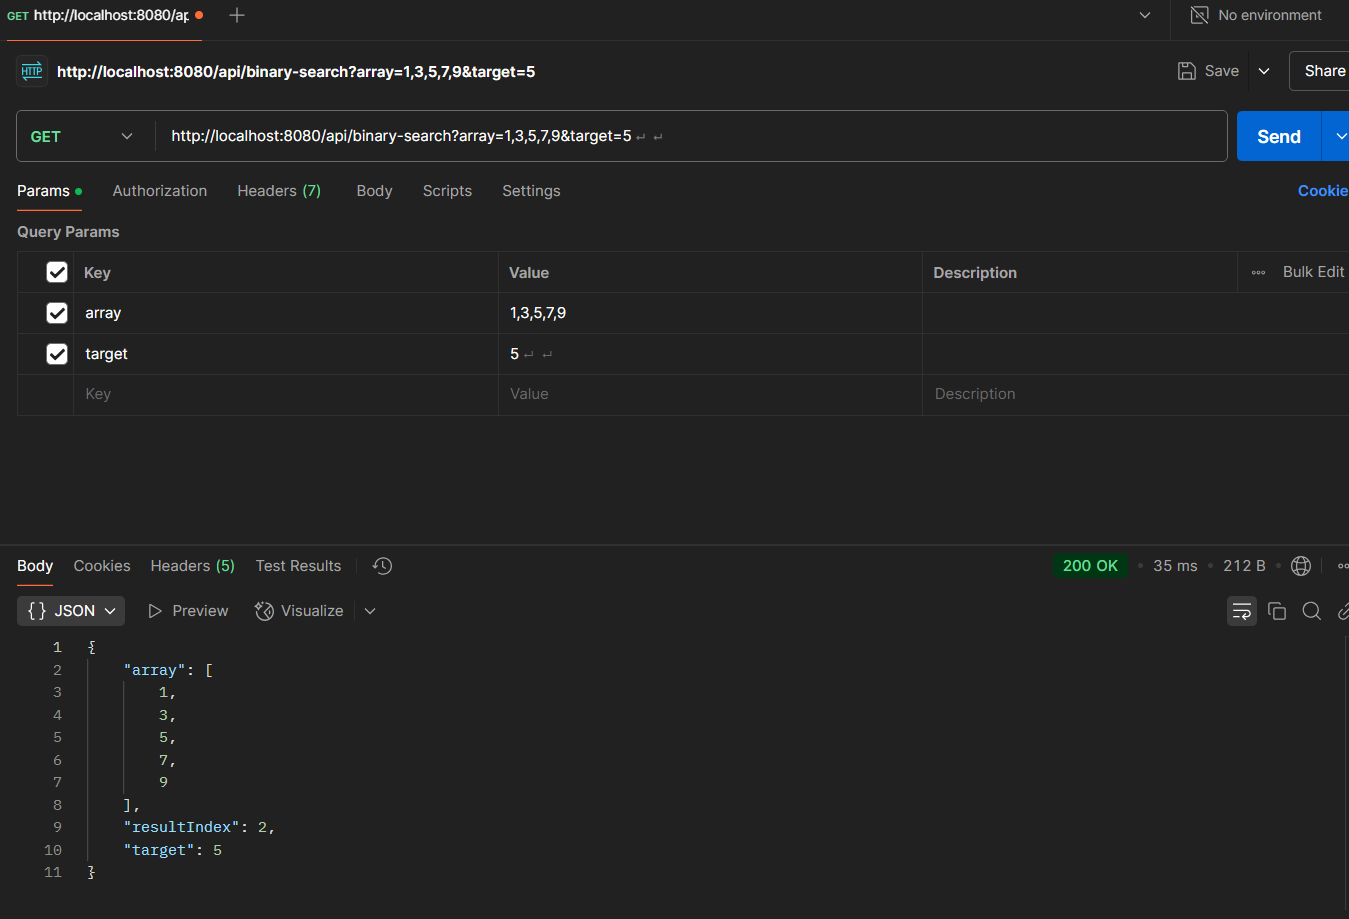 GET http://localhost:8080/ap
No environment
HTTP http://localhost:8080/api/binary-search?array=1,3,5,7,9&target=5
Save
Share
GET http://localhost:8080/api/binary-search?array=1,3,5,7,9&target=5 ↵ ↵
Send
Params Authorization Headers (7) Body Scripts Settings
Cookie
Query Params
Key Value Description Bulk Edit
array 1,3,5,7,9
target 5 ↵ ↵
Key Value Description
Body Cookies Headers (5) Test Results
200 OK • 35 ms • 212 B •
{} JSON Preview Visualize
1 {
2 "array": [
3 1,
4 3,
5 5,
6 7,
7 9
8 ],
9 "resultIndex": 2,
10 "target": 5
11 }